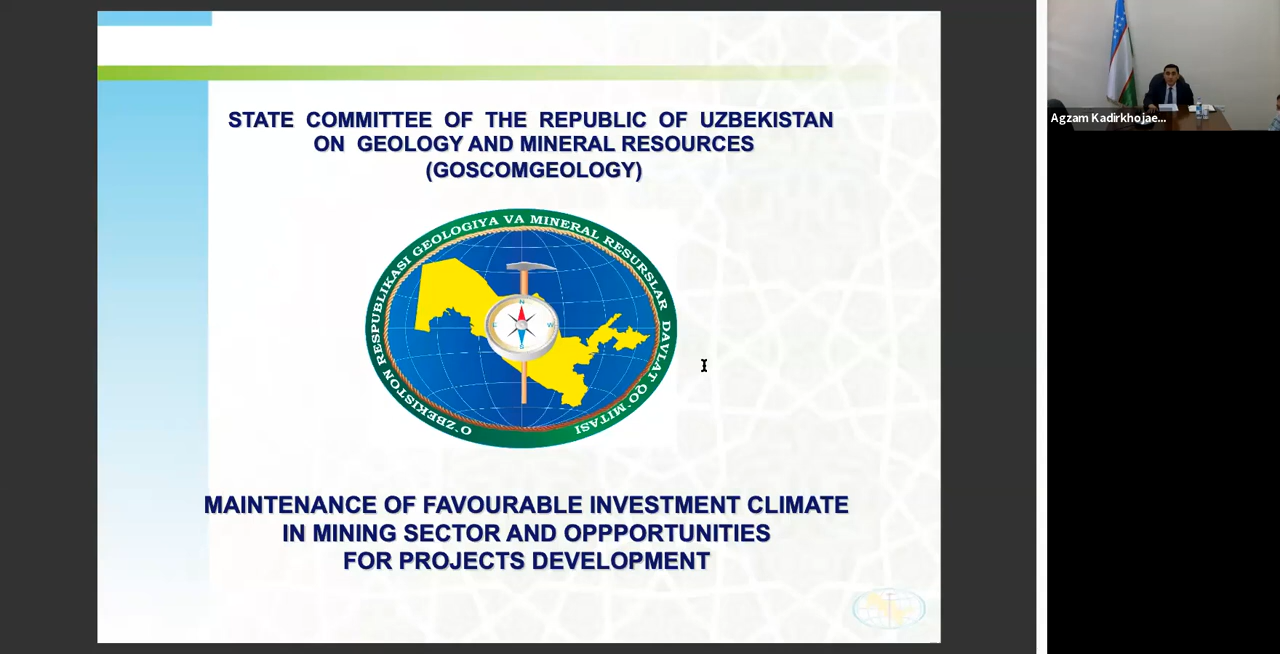 STATE COMMITTEE OF THE REPUBLIC OF UZBEKISTAN
ON GEOLOGY AND MINERAL RESOURCES
(GOSCOMGEOLOGY)
O'ZBEKISTON RESPUBLIKASI GEOLOGIYA VA MINERAL RESURSLAR DAVLAT QO'MITASI
N
W
S
MAINTENANCE OF FAVOURABLE INVESTMENT CLIMATE
IN MINING SECTOR AND OPPPORTUNITIES
FOR PROJECTS DEVELOPMENT
Agzam Kadirkhojae...